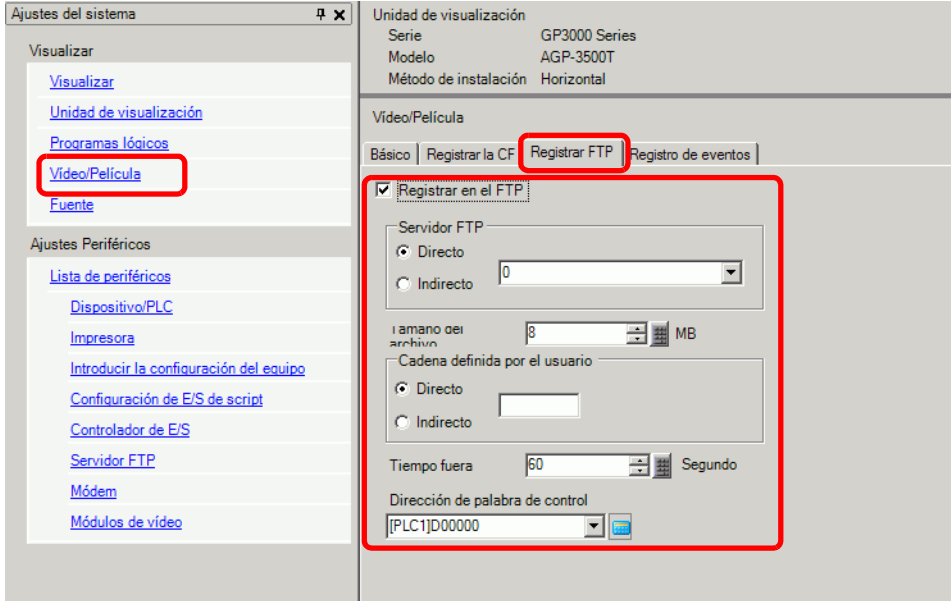 Ajustes del sistema
Visualizar
Visualizar
Unidad de visualización
Programas lógicos
Vídeo/Película
Fuente
Ajustes Periféricos
Lista de periféricos
Dispositivo/PLC
Impresora
Introducir la configuración del equipo
Configuración de E/S de script
Controlador de E/S
Servidor FTP
Módem
Módulos de vídeo
Unidad de visualización
Serie GP3000 Series
Modelo AGP-3500T
Método de instalación Horizontal
Vídeo/Película
Básico Registrar la CF Registrar FTP Registro de eventos
Registrar en el FTP
Servidor FTP
Directo
Indirecto
0
Tamaño del
archivo
8 MB
Cadena definida por el usuario
Directo
Indirecto
Tiempo fuera 60 Segundo
Dirección de palabra de control
[PLC1]D00000